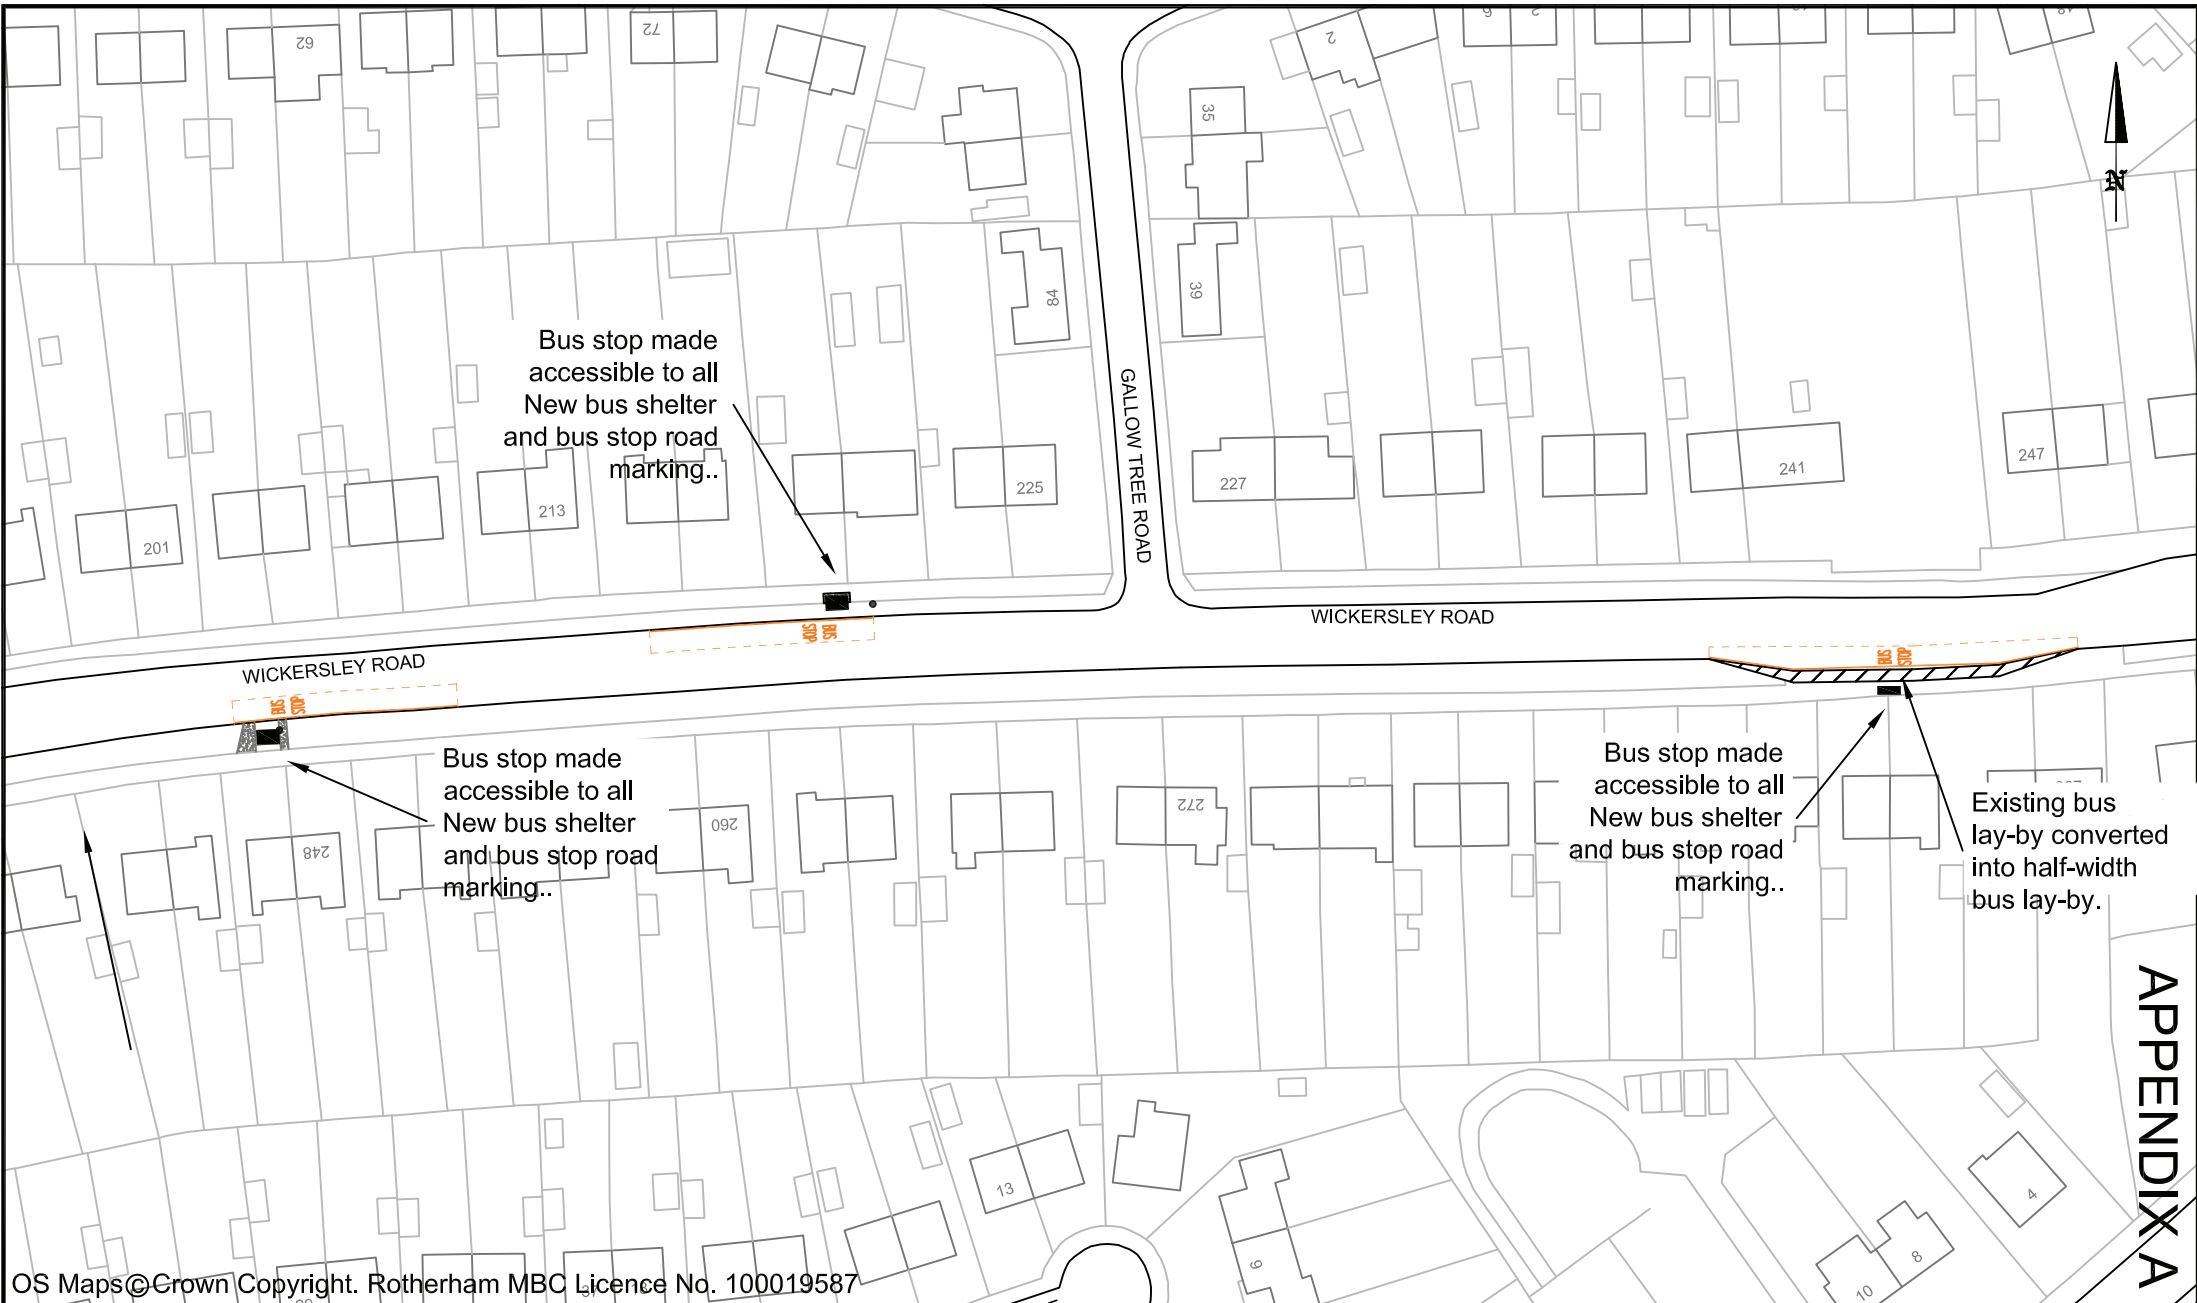 62
72
2
6
2
35
N
84
39
Bus stop made
accessible to all
New bus shelter
and bus stop road
marking..
GALLOW TREE ROAD
201
213
225
227
241
247
WICKERSLEY ROAD
WICKERSLEY ROAD
BUS
STOP
BUS
STOP
BUS
STOP
Bus stop made
accessible to all
New bus shelter
and bus stop road
marking..
Bus stop made
accessible to all
New bus shelter
and bus stop road
marking..
Existing bus
lay-by converted
into half-width
bus lay-by.
248
260
272
APPENDIX A
13
9
4
8
10
OS Maps©Crown Copyright. Rotherham MBC Licence No. 100019587